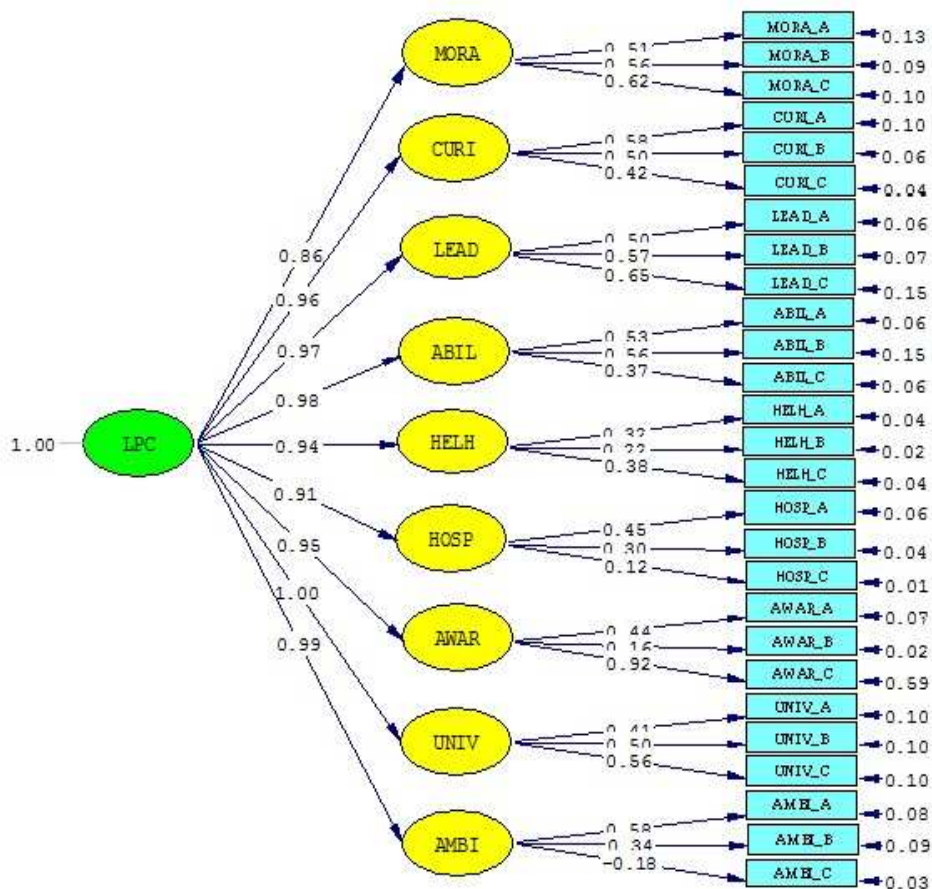 MORA_A
0.13
0.51
MORA_B
0.09
MORA
0.56
0.62
MORA_C
0.10
CURI_A
0.10
0.58
CURI_B
0.06
CURI
0.50
0.42
CURI_C
0.04
LEAD_A
0.06
0.50
LEAD_B
0.07
LEAD
0.57
0.86
0.65
LEAD_C
0.15
0.96
ABIL_A
0.06
0.53
ABIL_B
0.15
0.97
ABIL
0.56
0.37
ABIL_C
0.06
0.98
HELH_A
0.04
0.32
1.00
LPC
0.94
HELH
HELH_B
0.02
0.38
HELH_C
0.04
0.91
HOSP_A
0.06
0.45
HOSP
0.30
HOSP_B
0.04
0.95
0.12
HOSP_C
0.01
1.00
AWAR_A
0.07
0.44
0.99
AWAR
0.16
AWAR_B
0.02
0.92
AWAR_C
0.59
UNIV_A
0.10
0.41
UNIV
0.50
UNIV_B
0.10
0.56
UNIV_C
0.10
AMBI_A
0.08
0.58
AMBI
0.34
AMBI_B
0.09
-0.18
AMBI_C
0.03